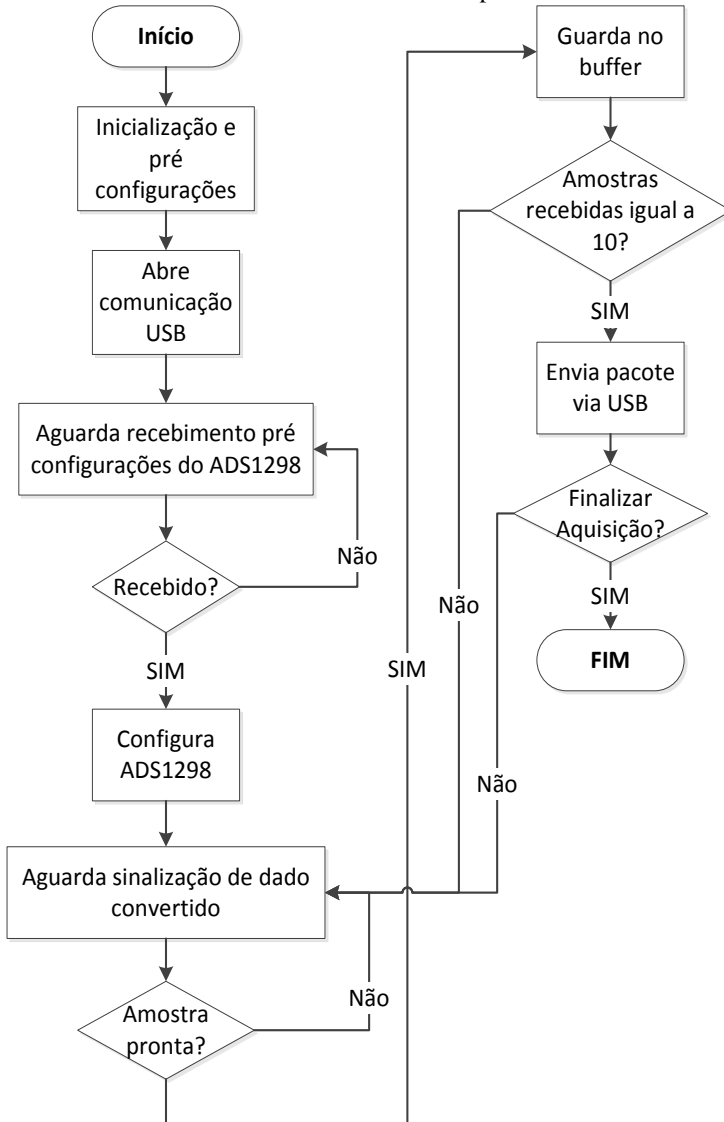 Início
Inicialização e
pré
configurações
Abre
comunicação
USB
Aguarda recebimento pré
configurações do ADS1298
Não
Recebido?
SIM
Configura
ADS1298
Aguarda sinalização de dado
convertido
Não
Amostra
pronta?
SIM
Guarda no
buffer
Amostras
recebidas igual a
10?
SIM
Não
Envia pacote
via USB
Finalizar
Aquisição?
SIM
Não
FIM